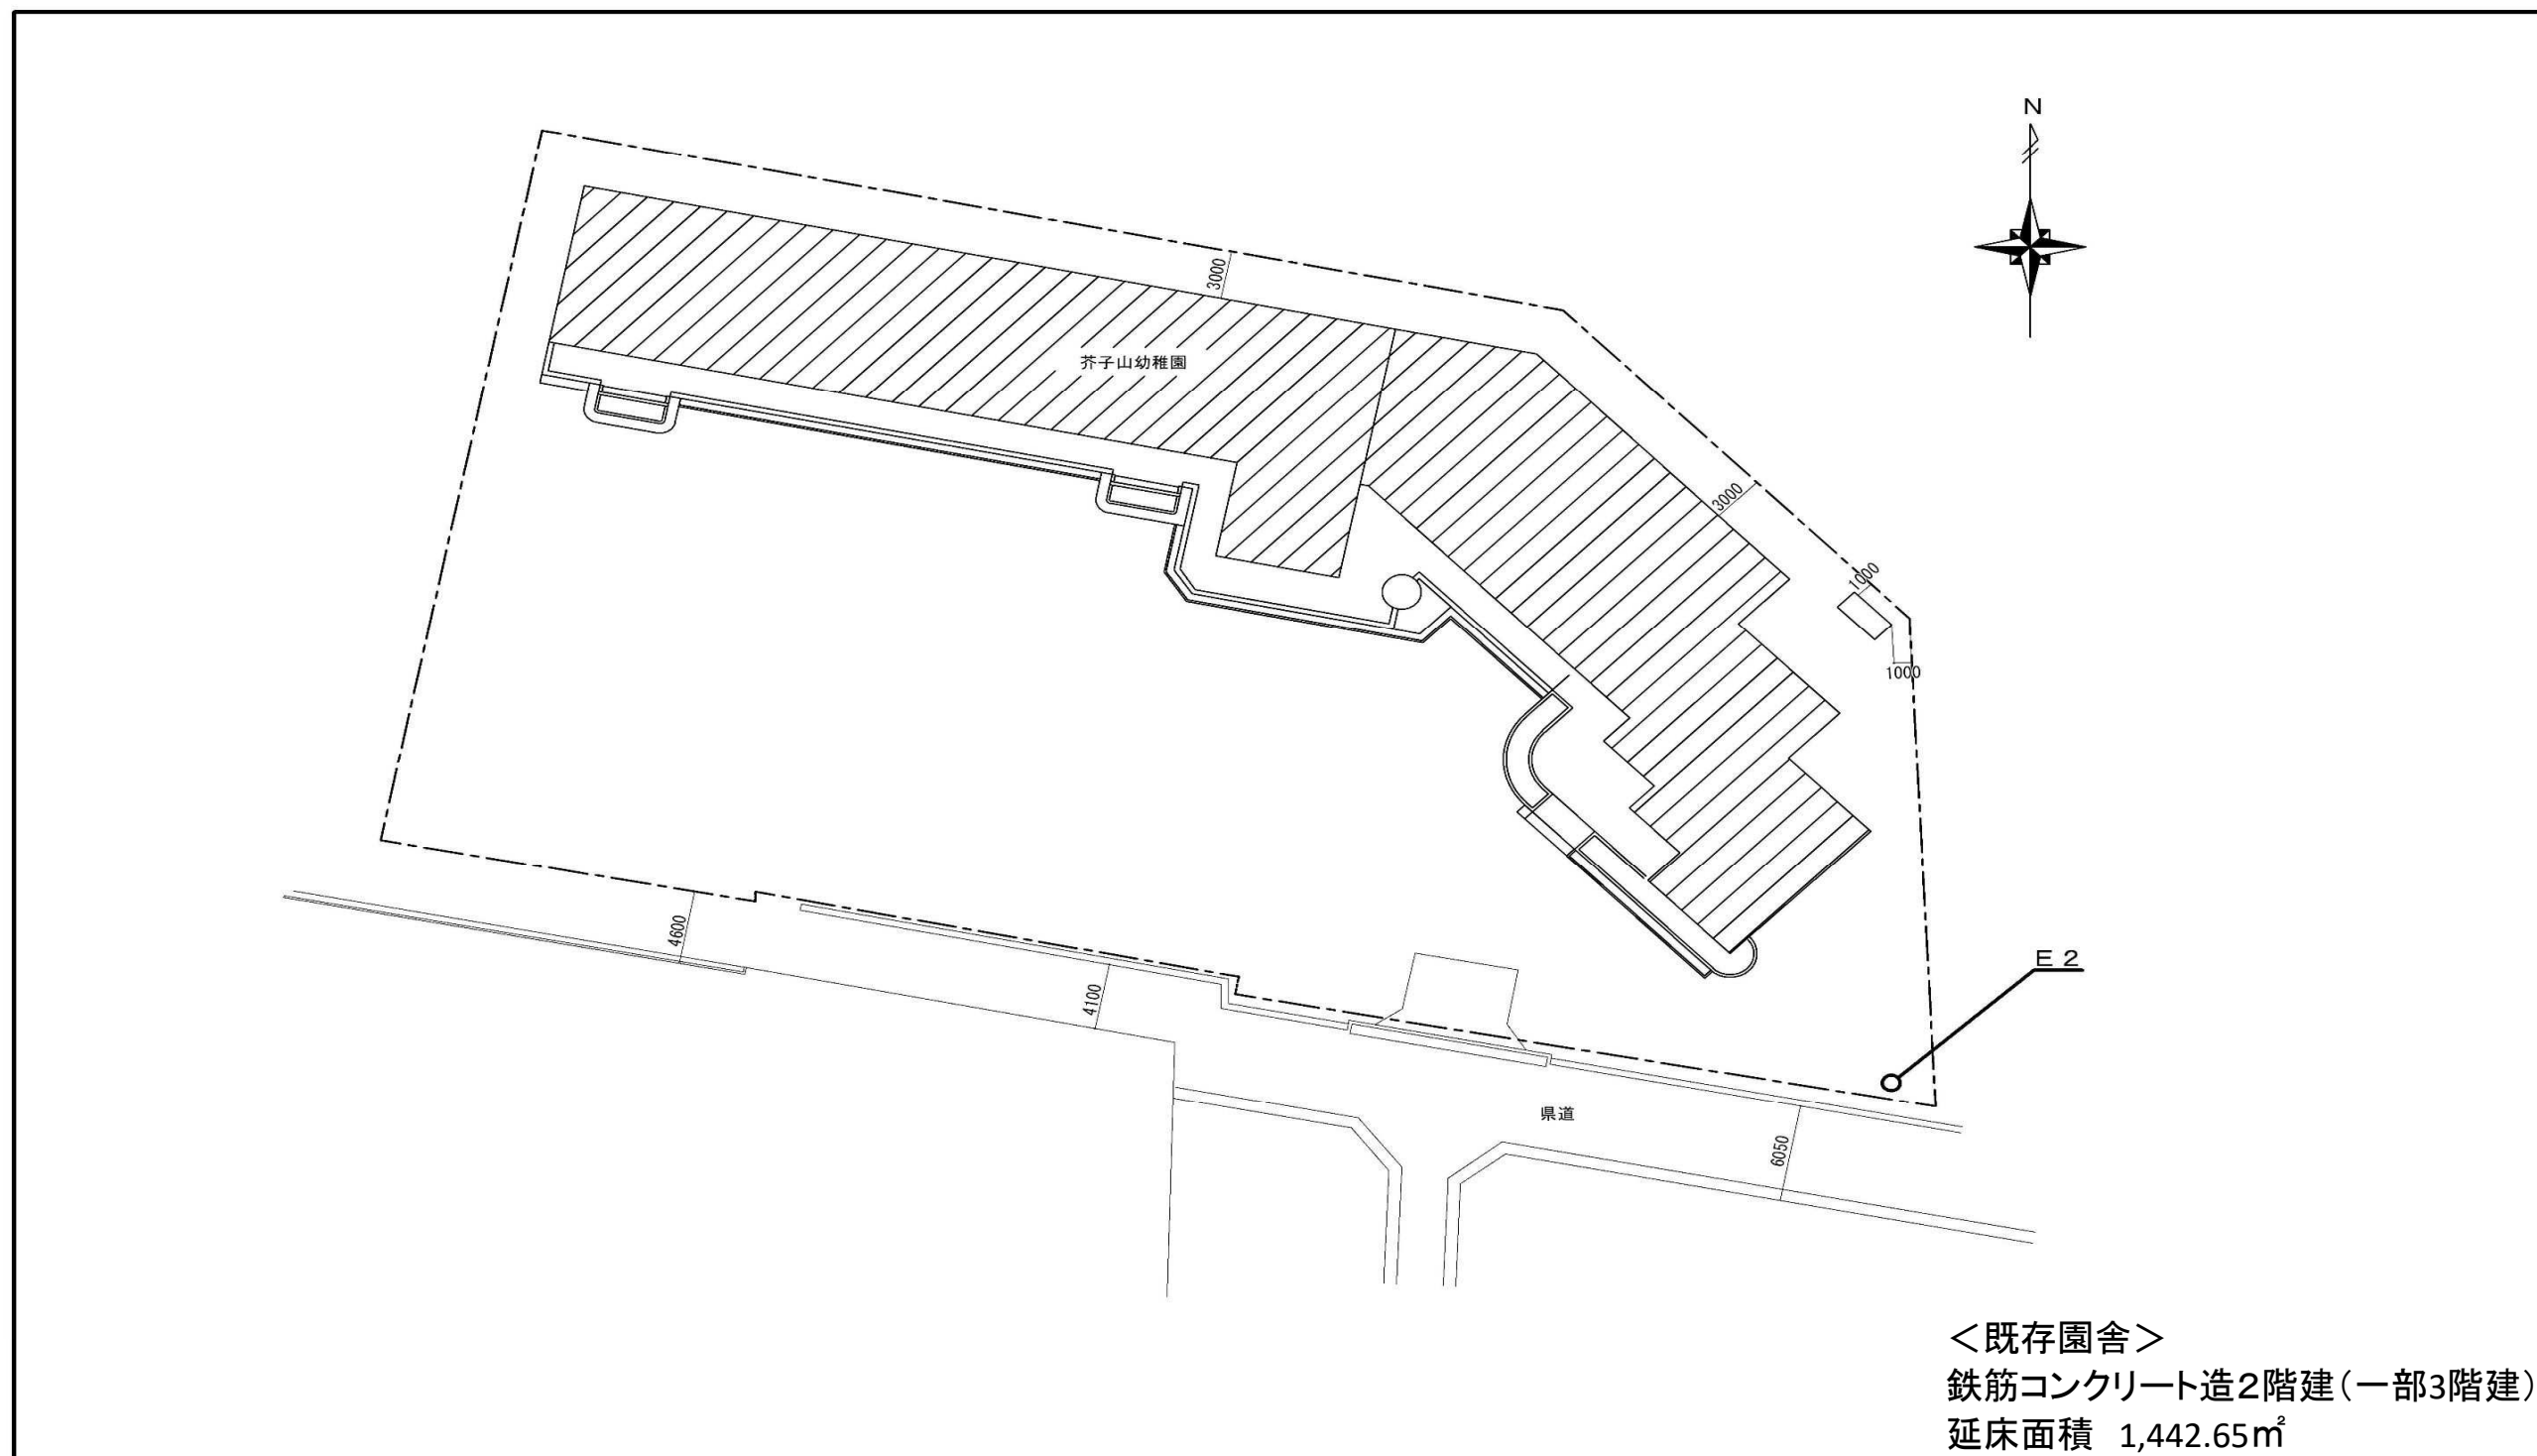 N
3000
芥子山幼稚園
3000
1000
1000
4600
E 2
4100
県道
6050
＜既存園舎＞
鉄筋コンクリート造２階建（一部3階建）
延床面積 1,442.65㎡